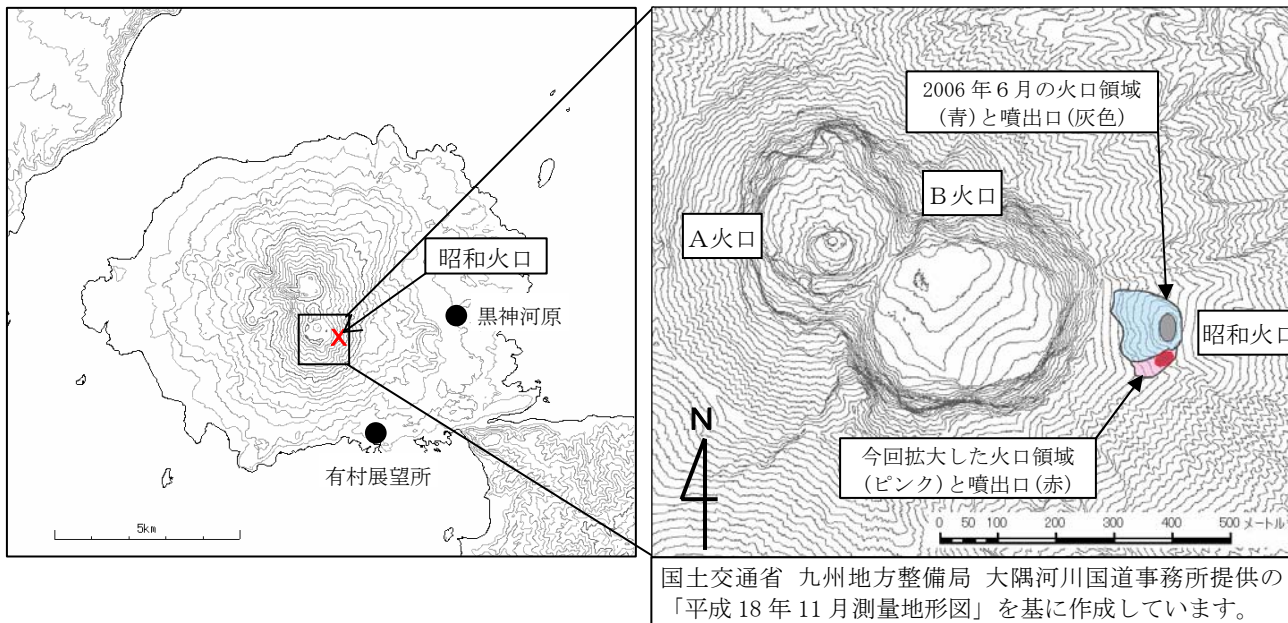 昭和火口
黒神河原
有村展望所
5km
2006年6月の火口領域
(青)と噴出口(灰色)
B火口
A火口
昭和火口
N
今回拡大した火口領域
(ピンク)と噴出口(赤)
0 50 100 200 300 400 500 メートル
国土交通省 九州地方整備局 大隅河川国道事務所提供の
「平成18年11月測量地形図」を基に作成しています。